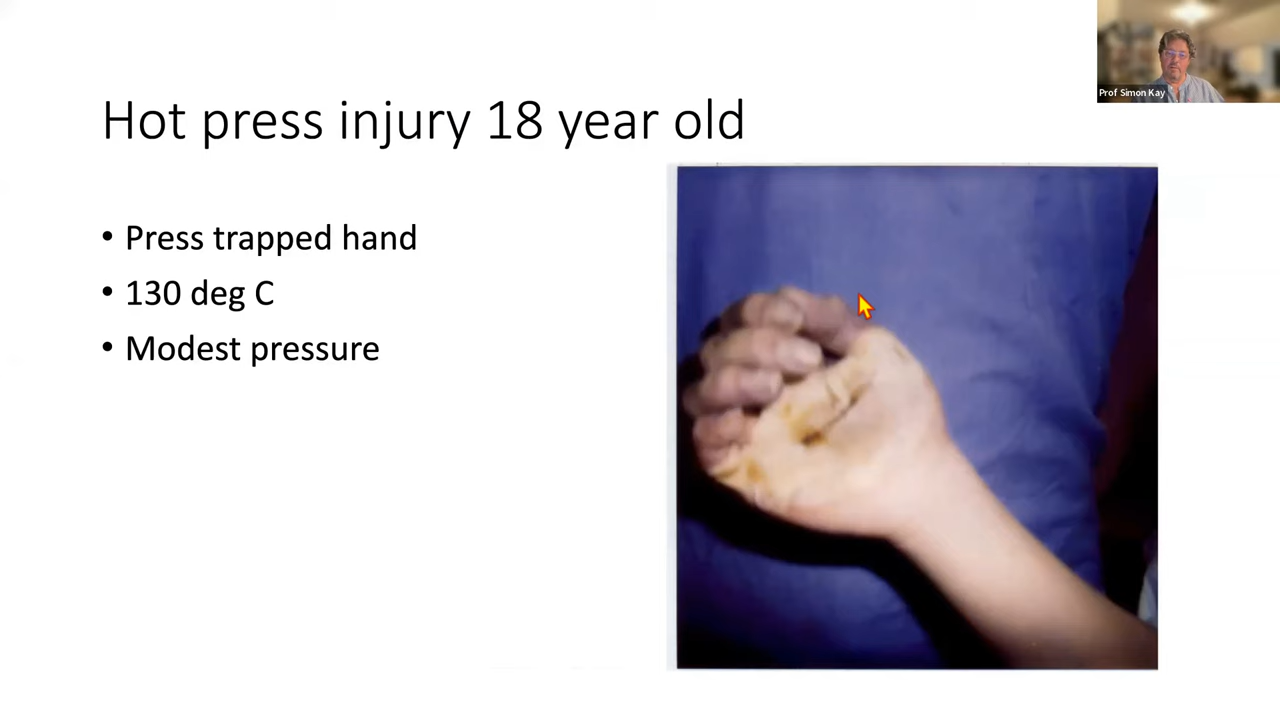 Prof Simon Kay
Hot press injury 18 year old
• Press trapped hand
• 130 deg C
• Modest pressure